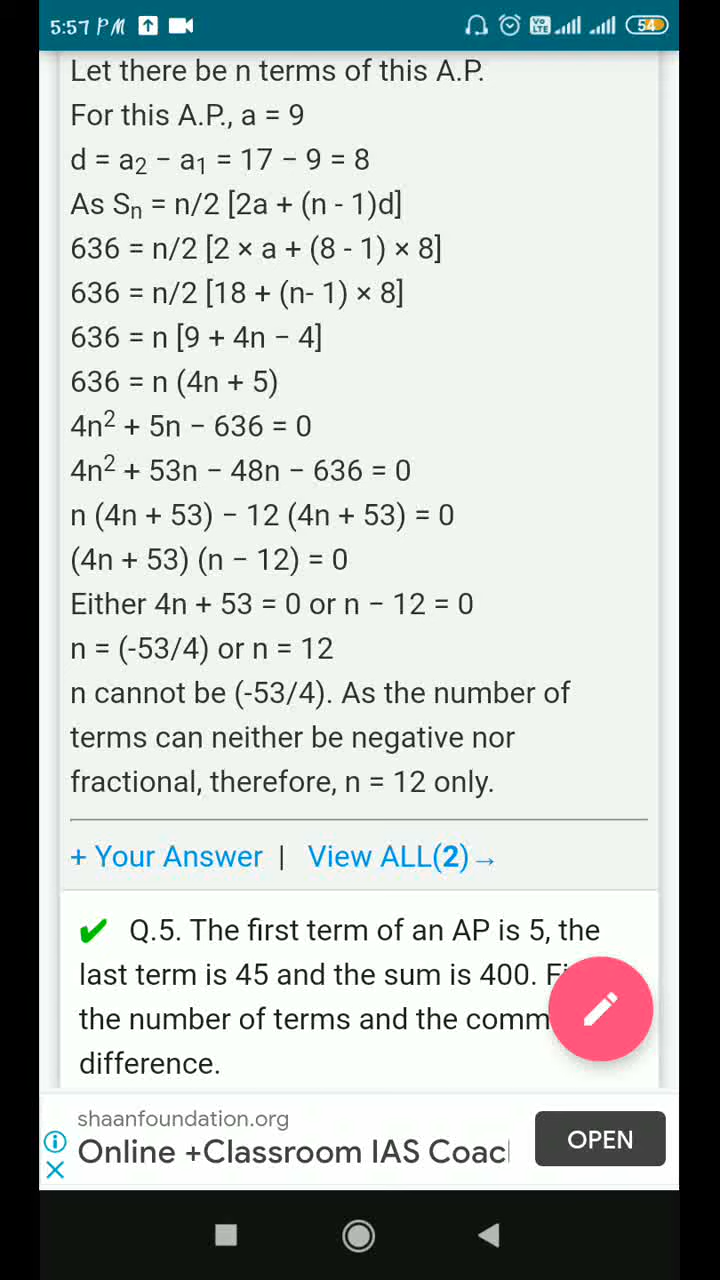 5:57 PM
Vo LTE
54
Let there be n terms of this A.P.
For this A.P., a = 9
d = a₂ − a₁ = 17 − 9 = 8
As Sₙ = n/2 [2a + (n - 1)d]
636 = n/2 [2 × a + (8 - 1) × 8]
636 = n/2 [18 + (n- 1) × 8]
636 = n [9 + 4n − 4]
636 = n (4n + 5)
4n² + 5n − 636 = 0
4n² + 53n − 48n − 636 = 0
n (4n + 53) − 12 (4n + 53) = 0
(4n + 53) (n − 12) = 0
Either 4n + 53 = 0 or n − 12 = 0
n = (-53/4) or n = 12
n cannot be (-53/4). As the number of
terms can neither be negative nor
fractional, therefore, n = 12 only.
+ Your Answer | View ALL(2)→
✔ Q.5. The first term of an AP is 5, the
last term is 45 and the sum is 400.
the number of terms and the comm
difference.
shaanfoundation.org
Online +Classroom IAS Coac
OPEN